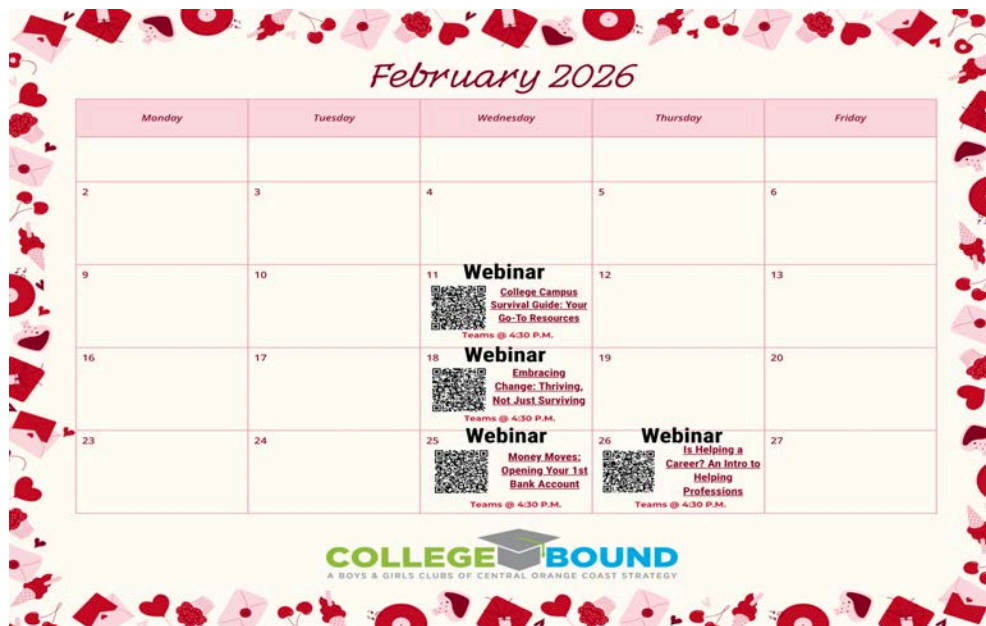 February 2026
Monday Tuesday Wednesday Thursday Friday
2 3 4 5 6
9 10 11 12 13
Webinar
College Campus
Survival Guide: Your
Go-To Resources
Teams @ 4:30 P.M.
16 17 18 19 20
Webinar
Embracing
Change: Thriving,
Not Just Surviving
Teams @ 4:30 P.M.
23 24 25 26 27
Webinar
Money Moves:
Opening Your 1st
Bank Account
Teams @ 4:30 P.M.
Webinar
Is Helping a
Career? An Intro to
Helping
Professions
Teams @ 4:30 P.M.
COLLEGE BOUND
A BOYS & GIRLS CLUBS OF CENTRAL ORANGE COAST STRATEGY